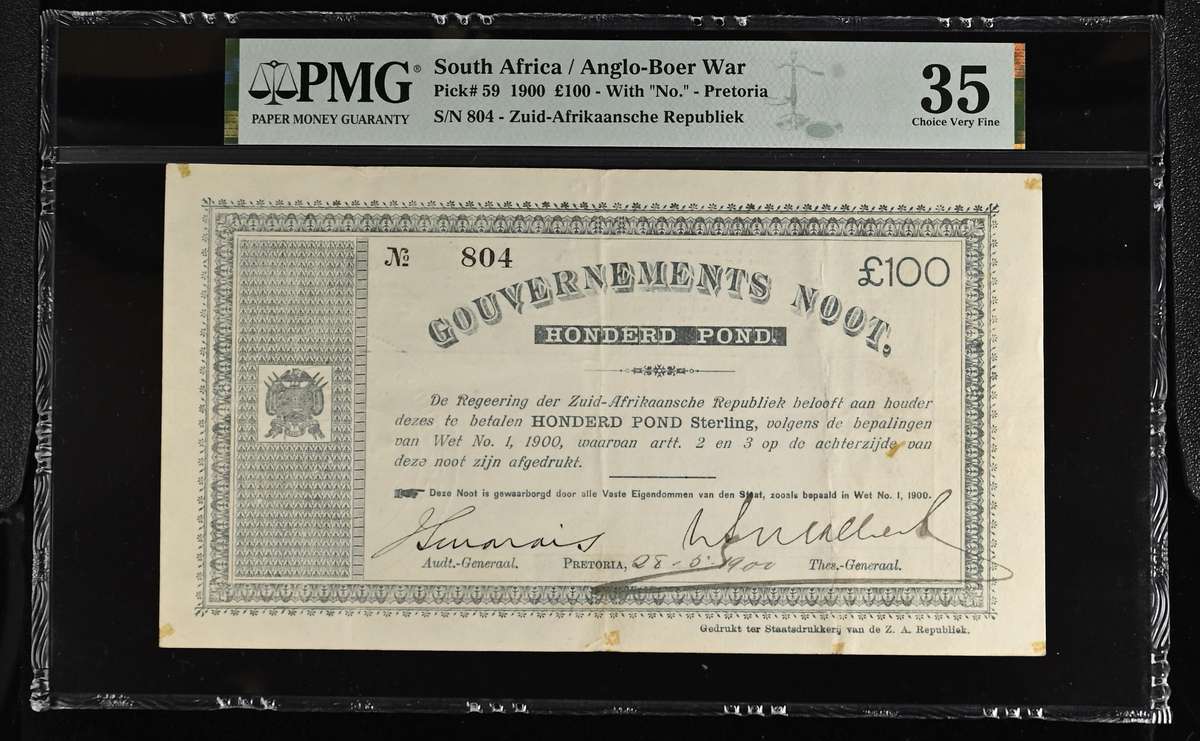 PMG®
PAPER MONEY GUARANTY
South Africa / Anglo-Boer War
Pick# 59 1900 £100 - With "No." - Pretoria
S/N 804 - Zuid-Afrikaansche Republiek
35
Choice Very Fine
№ 804
£100
GOUVERNEMENTS NOOT,
HONDERD POND.
De Regeering der Zuid-Afrikaansche Republiek belooft aan houder
dezes te betalen HONDERD POND Sterling, volgens de bepalingen
van Wet No. 1, 1900, waarvan artt. 2 en 3 op de achterzijde van
deze noot zijn afgedrukt.
Deze Noot is gewaarborgd door alle Vaste Eigendommen van den Staat, zooals bepaald in Wet No. 1, 1900.
Audt.-Generaal. PRETORIA, 28-5-1900 Thes.-Generaal.
Gedrukt ter Staatsdrukkerij van de Z. A. Republiek.